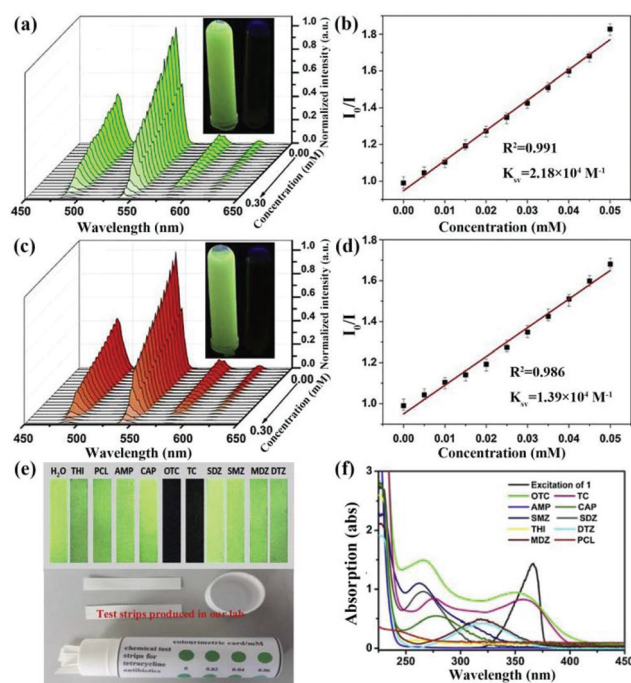 (a)
1.0
0.8
0.6
0.4
0.2
0.0
Normalized intensity (a.u.)
0.00
0.30
Concentration (mM)
450 500 550 600 650
Wavelength (nm)
(b)
I0/I
1.8
1.6
1.4
1.2
1.0
R²=0.991
Ksv=2.18×10⁴ M⁻¹
0.00 0.01 0.02 0.03 0.04 0.05
Concentration (mM)
(c)
1.0
0.8
0.6
0.4
0.2
0.0
Normalized intensity (a.u.)
0.00
0.30
Concentration (mM)
450 500 550 600 650
Wavelength (nm)
(d)
I0/I
1.8
1.6
1.4
1.2
1.0
R²=0.986
Ksv=1.39×10⁴ M⁻¹
0.00 0.01 0.02 0.03 0.04 0.05
Concentration (mM)
(e)
H₂O THI PCL AMP CAP OTC TC SDZ SMZ MDZ DTZ
Test strips produced in our lab
chemical test
strips for
tetracycline
antibiotics
colourimetric card/mM
0 0.02 0.04 0.06
(f)
Absorption (abs)
3
2
1
0
Excitation of 1
OTC TC
AMP CAP
SMZ SDZ
THI DTZ
MDZ PCL
250 300 350 400 450
Wavelength (nm)